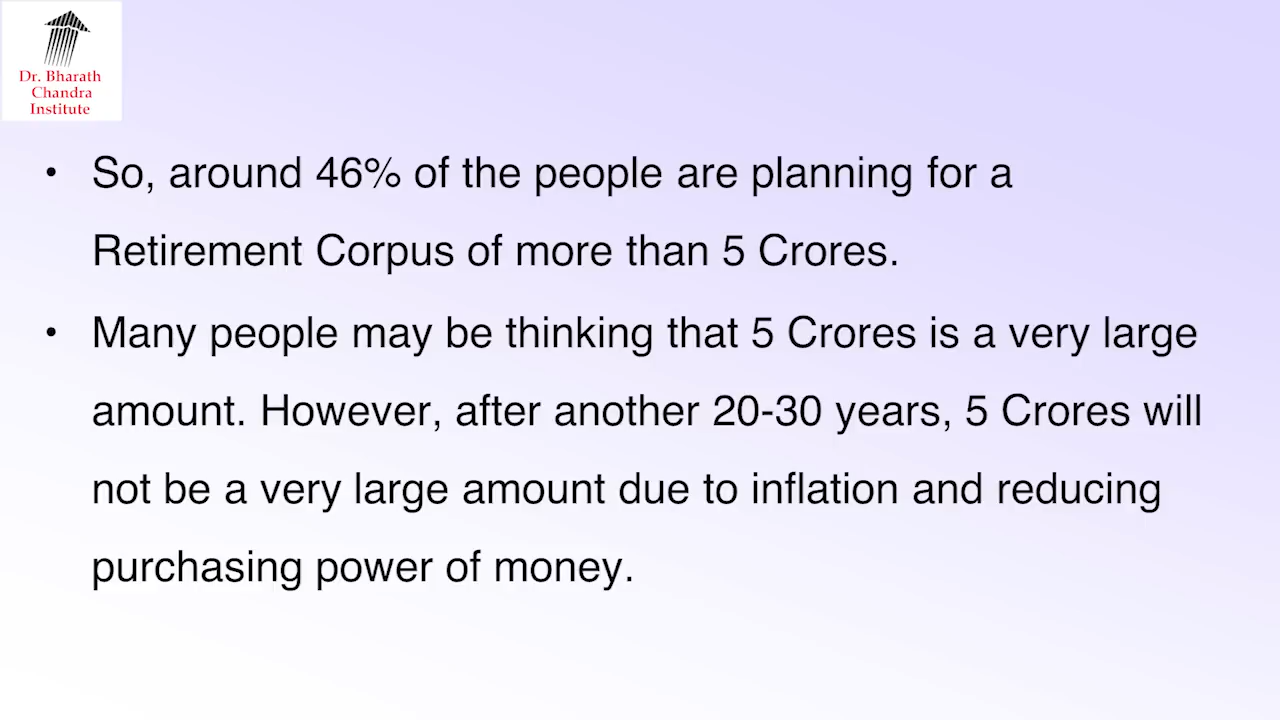 Dr. Bharath
Chandra
Institute
• So, around 46% of the people are planning for a
Retirement Corpus of more than 5 Crores.
• Many people may be thinking that 5 Crores is a very large
amount. However, after another 20-30 years, 5 Crores will
not be a very large amount due to inflation and reducing
purchasing power of money.